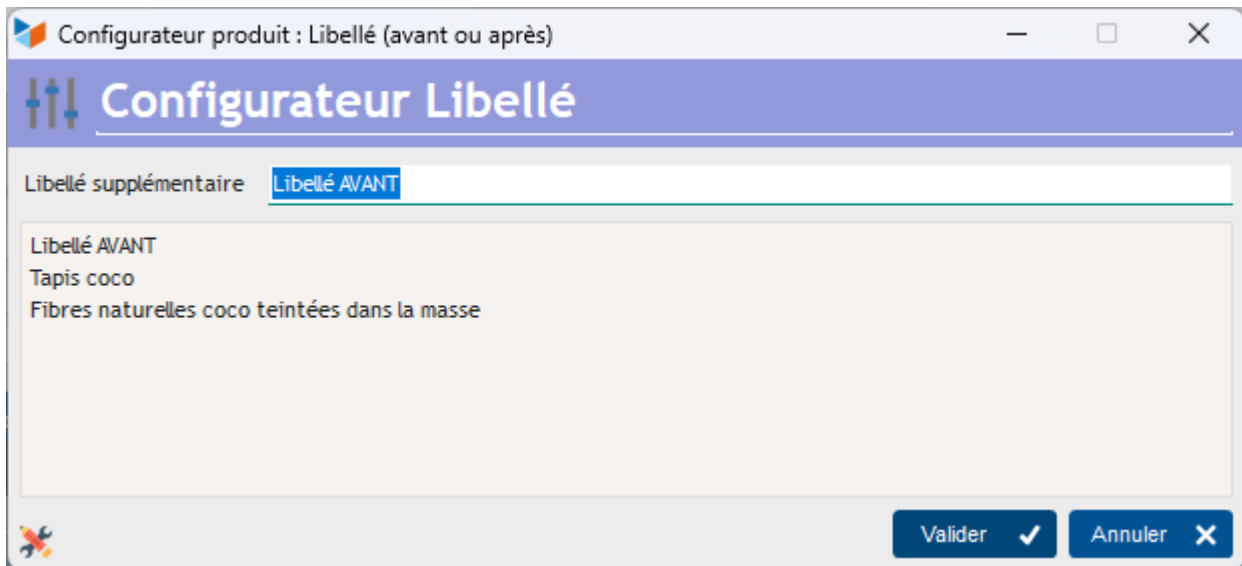 Configurateur produit : Libellé (avant ou après)
Configurateur Libellé
Libellé supplémentaire Libellé AVANT
Libellé AVANT
Tapis coco
Fibres naturelles coco teintées dans la masse
Valider Annuler